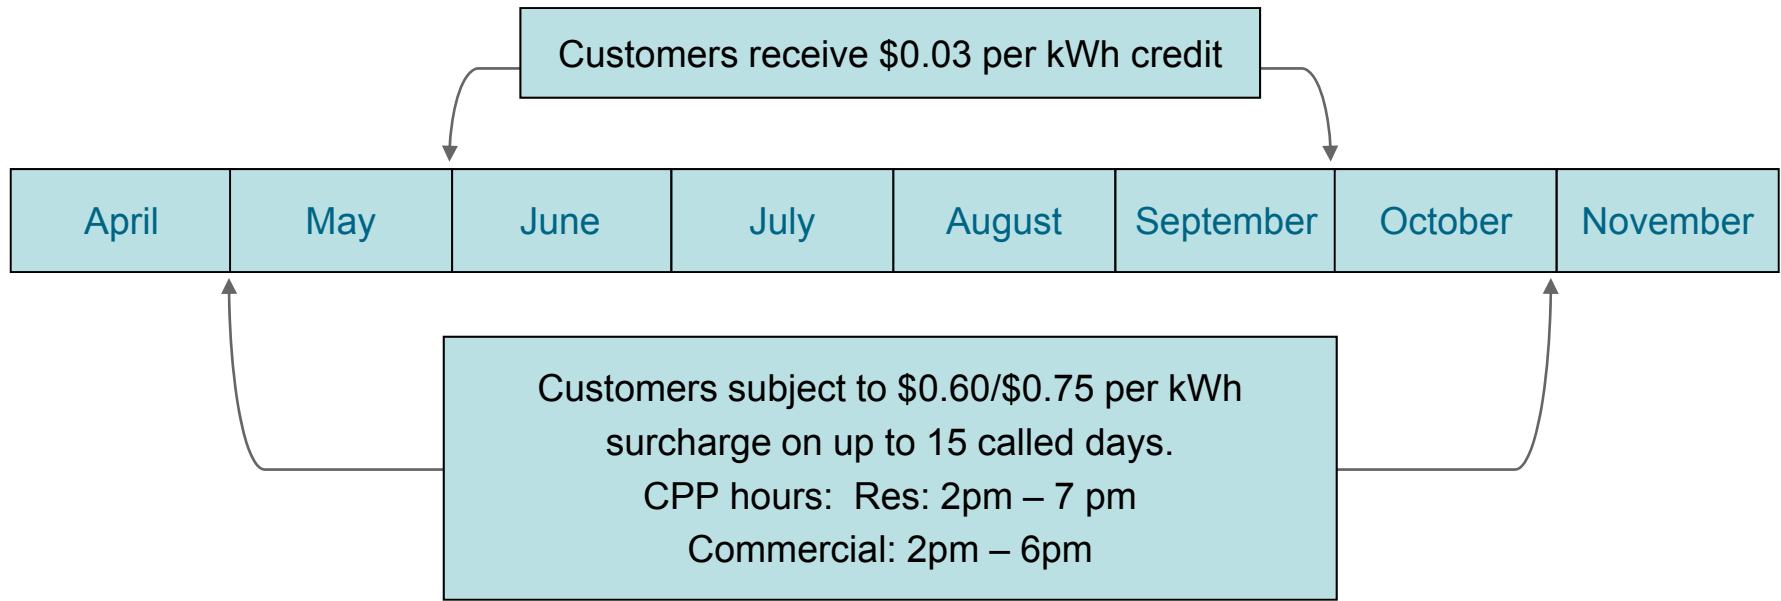 Customers receive $0.03 per kWh credit
April May June July August September October November
Customers subject to $0.60/$0.75 per kWh
surcharge on up to 15 called days.
CPP hours:  Res: 2pm – 7 pm
Commercial: 2pm – 6pm